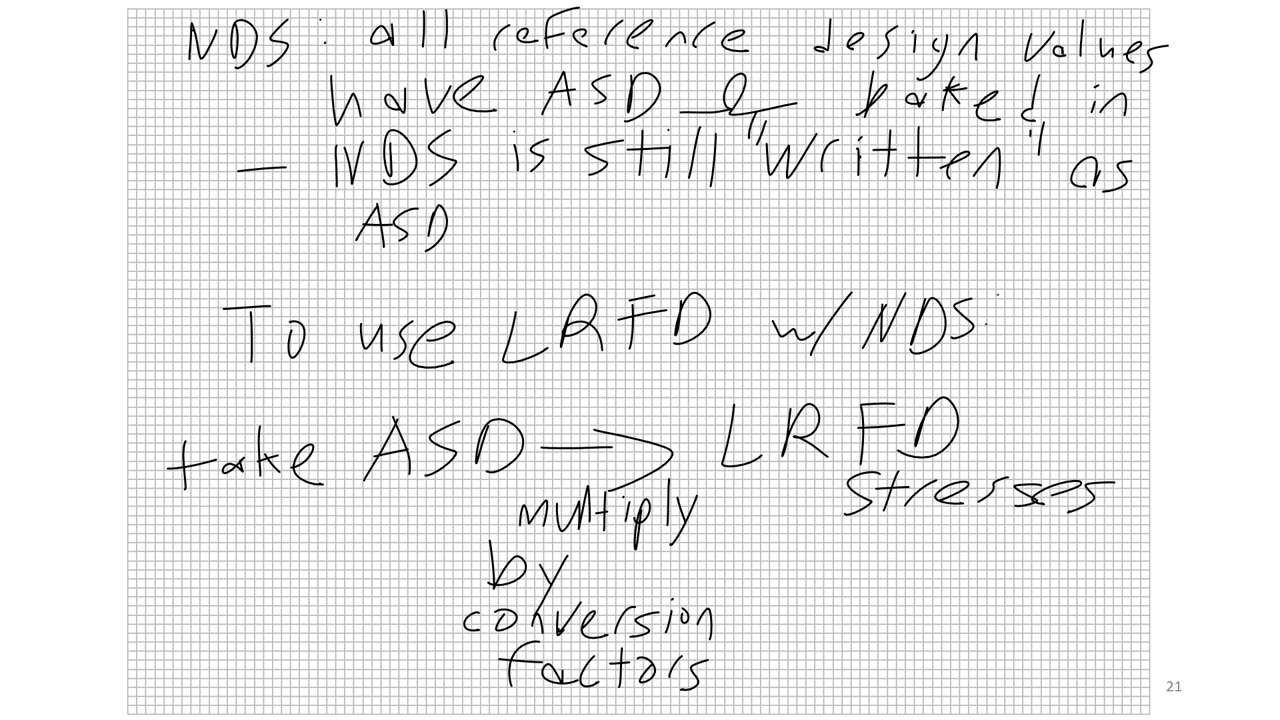 NDS: all reference design values
have ASD Ω baked in
— NDS is still "written" as
ASD
To use LRFD w/ NDS:
take ASD → LRFD
stresses
multiply
by
conversion
factors
21